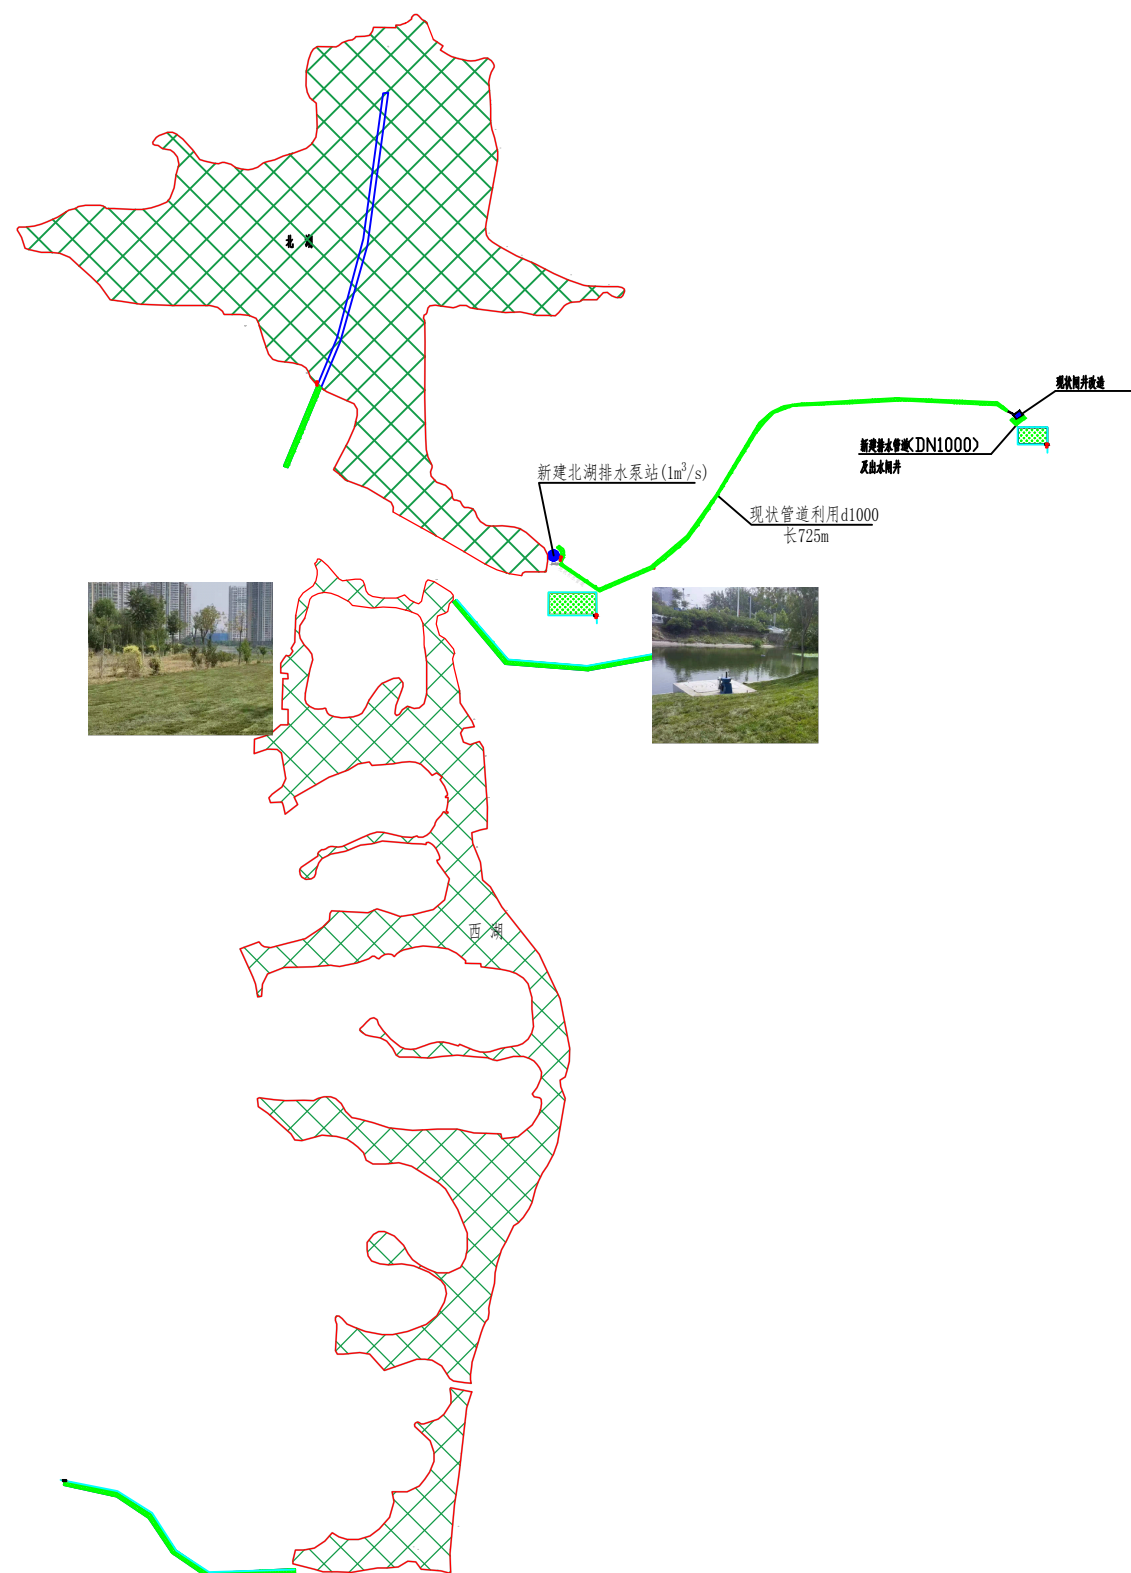 北 湖
现状闸井改造
新建排水管道(DN1000)
及出水闸井
新建北湖排水泵站(1m³/s)
现状管道利用d1000
长725m
西 湖